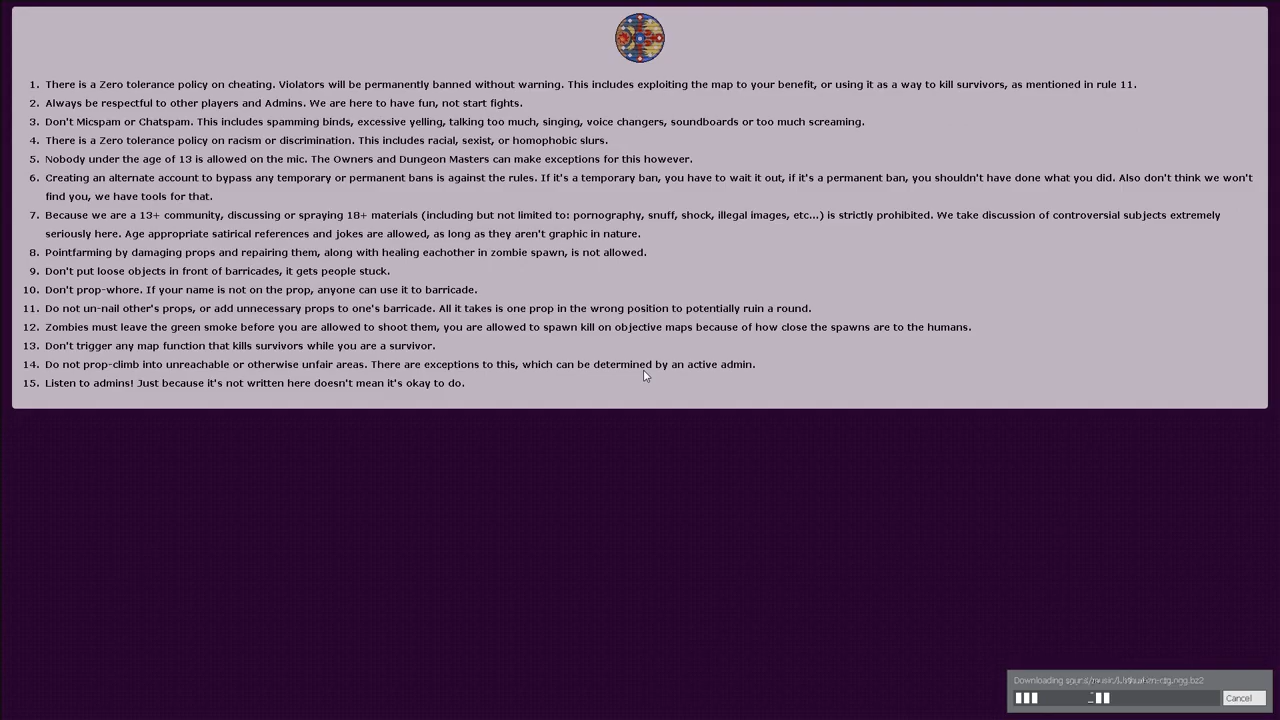 1. There is a Zero tolerance policy on cheating. Violators will be permanently banned without warning. This includes exploiting the map to your benefit, or using it as a way to kill survivors, as mentioned in rule 11.
2. Always be respectful to other players and Admins. We are here to have fun, not start fights.
3. Don't Micspam or Chatspam. This includes spamming binds, excessive yelling, talking too much, singing, voice changers, soundboards or too much screaming.
4. There is a Zero tolerance policy on racism or discrimination. This includes racial, sexist, or homophobic slurs.
5. Nobody under the age of 13 is allowed on the mic. The Owners and Dungeon Masters can make exceptions for this however.
6. Creating an alternate account to bypass any temporary or permanent bans is against the rules. If it's a temporary ban, you have to wait it out, if it's a permanent ban, you shouldn't have done what you did. Also don't think we won't
find you, we have tools for that.
7. Because we are a 13+ community, discussing or spraying 18+ materials (including but not limited to: pornography, snuff, shock, illegal images, etc...) is strictly prohibited. We take discussion of controversial subjects extremely
seriously here. Age appropriate satirical references and jokes are allowed, as long as they aren't graphic in nature.
8. Pointfarming by damaging props and repairing them, along with healing eachother in zombie spawn, is not allowed.
9. Don't put loose objects in front of barricades, it gets people stuck.
10. Don't prop-whore. If your name is not on the prop, anyone can use it to barricade.
11. Do not un-nail other's props, or add unnecessary props to one's barricade. All it takes is one prop in the wrong position to potentially ruin a round.
12. Zombies must leave the green smoke before you are allowed to shoot them, you are allowed to spawn kill on objective maps because of how close the spawns are to the humans.
13. Don't trigger any map function that kills survivors while you are a survivor.
14. Do not prop-climb into unreachable or otherwise unfair areas. There are exceptions to this, which can be determined by an active admin.
15. Listen to admins! Just because it's not written here doesn't mean it's okay to do.
Downloading
Cancel